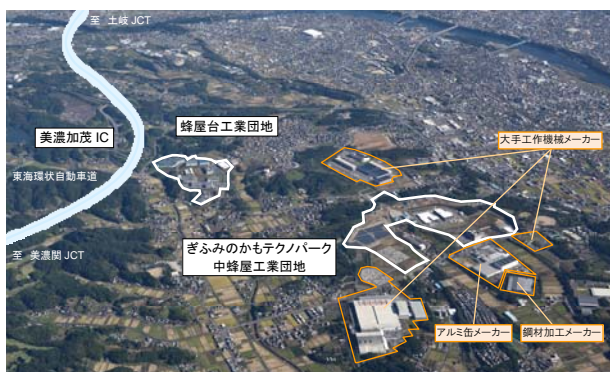 至 土岐 JCT
美濃加茂 IC
蜂屋台工業団地
大手工作機械メーカー
東海環状自動車道
ぎふみのかもテクノパーク
中蜂屋工業団地
至 美濃関 JCT
アルミ缶メーカー
鋼材加工メーカー